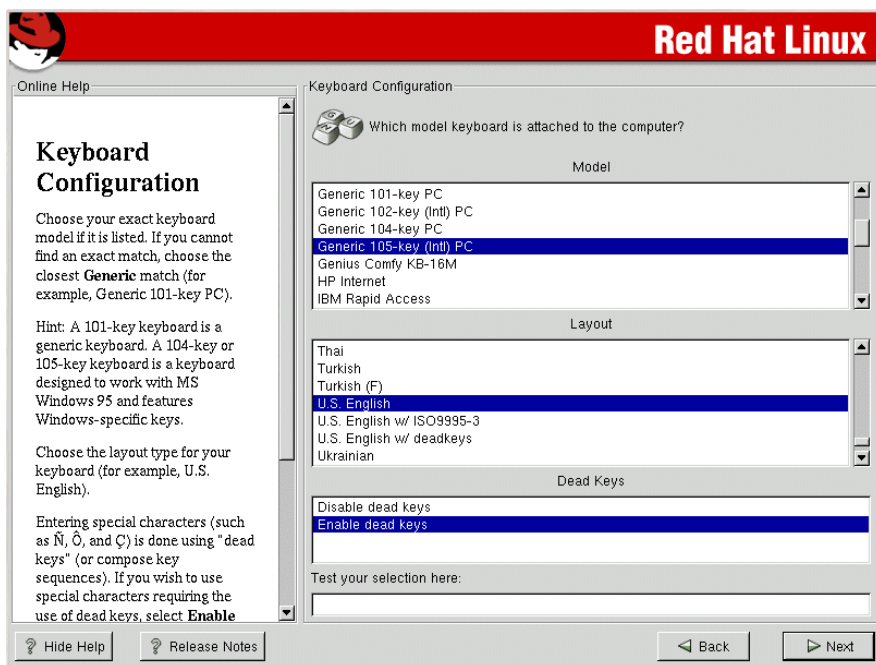 Red Hat Linux
Online Help
Keyboard
Configuration
Choose your exact keyboard
model if it is listed. If you cannot
find an exact match, choose the
closest Generic match (for
example, Generic 101-key PC).
Hint: A 101-key keyboard is a
generic keyboard. A 104-key or
105-key keyboard is a keyboard
designed to work with MS
Windows 95 and features
Windows-specific keys.
Choose the layout type for your
keyboard (for example, U.S.
English).
Entering special characters (such
as Ñ, Ô, and Ç) is done using "dead
keys" (or compose key
sequences). If you wish to use
special characters requiring the
use of dead keys, select Enable
Keyboard Configuration
G U N
Which model keyboard is attached to the computer?
Model
Generic 101-key PC
Generic 102-key (Intl) PC
Generic 104-key PC
Generic 105-key (Intl) PC
Genius Comfy KB-16M
HP Internet
IBM Rapid Access
Layout
Thai
Turkish
Turkish (F)
U.S. English
U.S. English w/ ISO9995-3
U.S. English w/ deadkeys
Ukrainian
Dead Keys
Disable dead keys
Enable dead keys
Test your selection here:
Hide Help
Release Notes
Back
Next